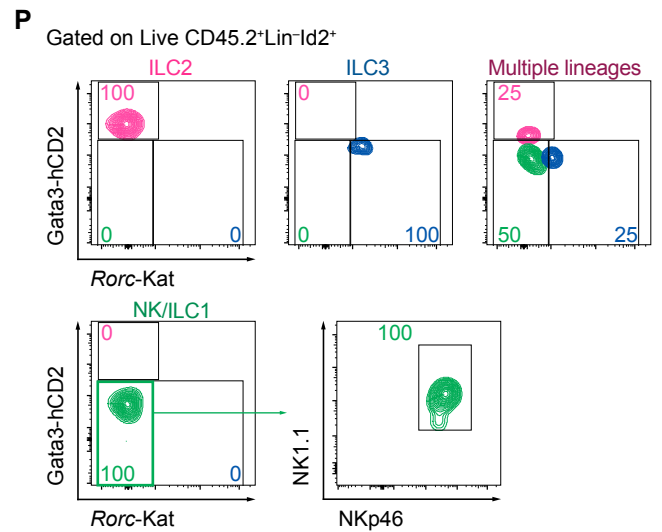 P
Gated on Live CD45.2⁺Lin⁻Id2⁺
ILC2
ILC3
Multiple lineages
Gata3-hCD2
100
0
0
0
0
100
25
50
25
Rorc-Kat
NK/ILC1
Gata3-hCD2
0
100
0
Rorc-Kat
NK1.1
100
NKp46